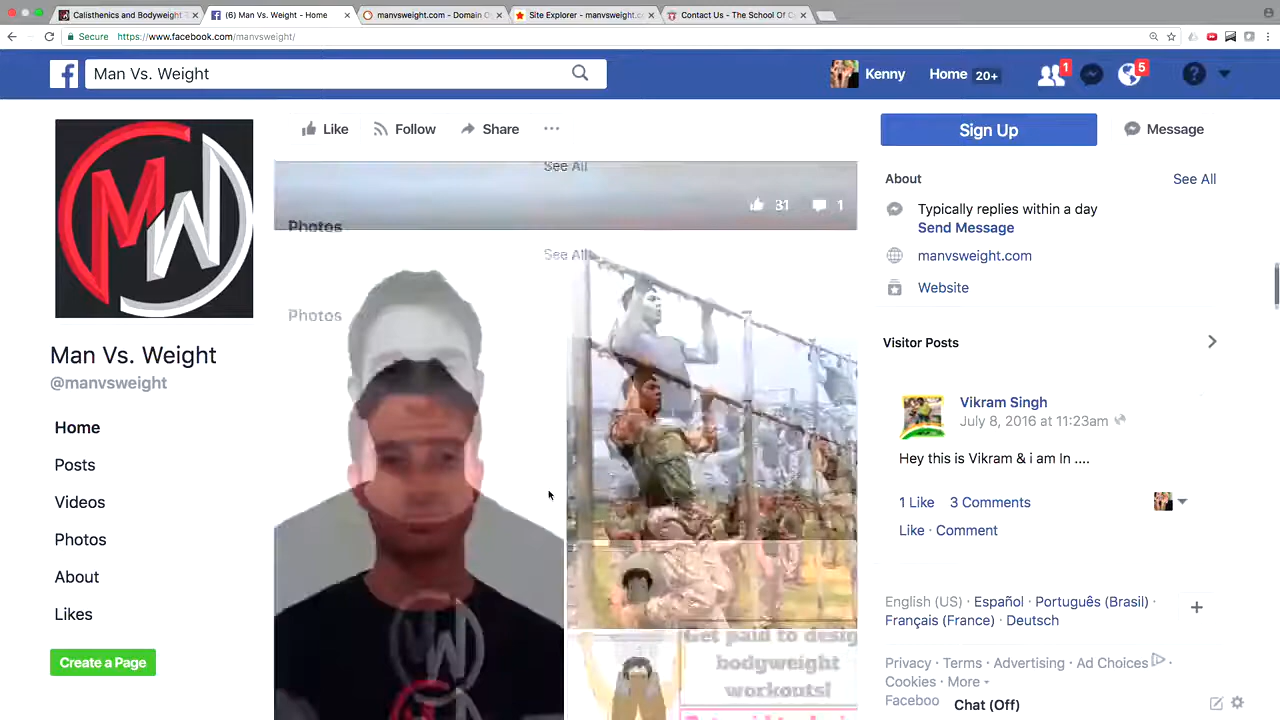 Calisthenics and Bodyweight
(6) Man Vs. Weight - Home
manvsweight.com - Domain
Site Explorer - manvsweight.c
Contact Us - The School Of
Secure https://www.facebook.com/manvsweight/
Man Vs. Weight
Kenny
Home 20+
1
5
?
Like
Follow
Share
Sign Up
Message
See All
31
1
Photos
See All
Photos
MW
Man Vs. Weight
@manvsweight
Home
Posts
Videos
Photos
About
Likes
Create a Page
Get paid to desig
bodyweight
workouts!
About
See All
Typically replies within a day
Send Message
manvsweight.com
Website
Visitor Posts
Vikram Singh
July 8, 2016 at 11:23am
Hey this is Vikram & i am In ....
1 Like 3 Comments
Like · Comment
English (US) · Español · Português (Brasil) ·
Français (France) · Deutsch
Privacy · Terms · Advertising · Ad Choices ·
Cookies · More
Faceboo
Chat (Off)